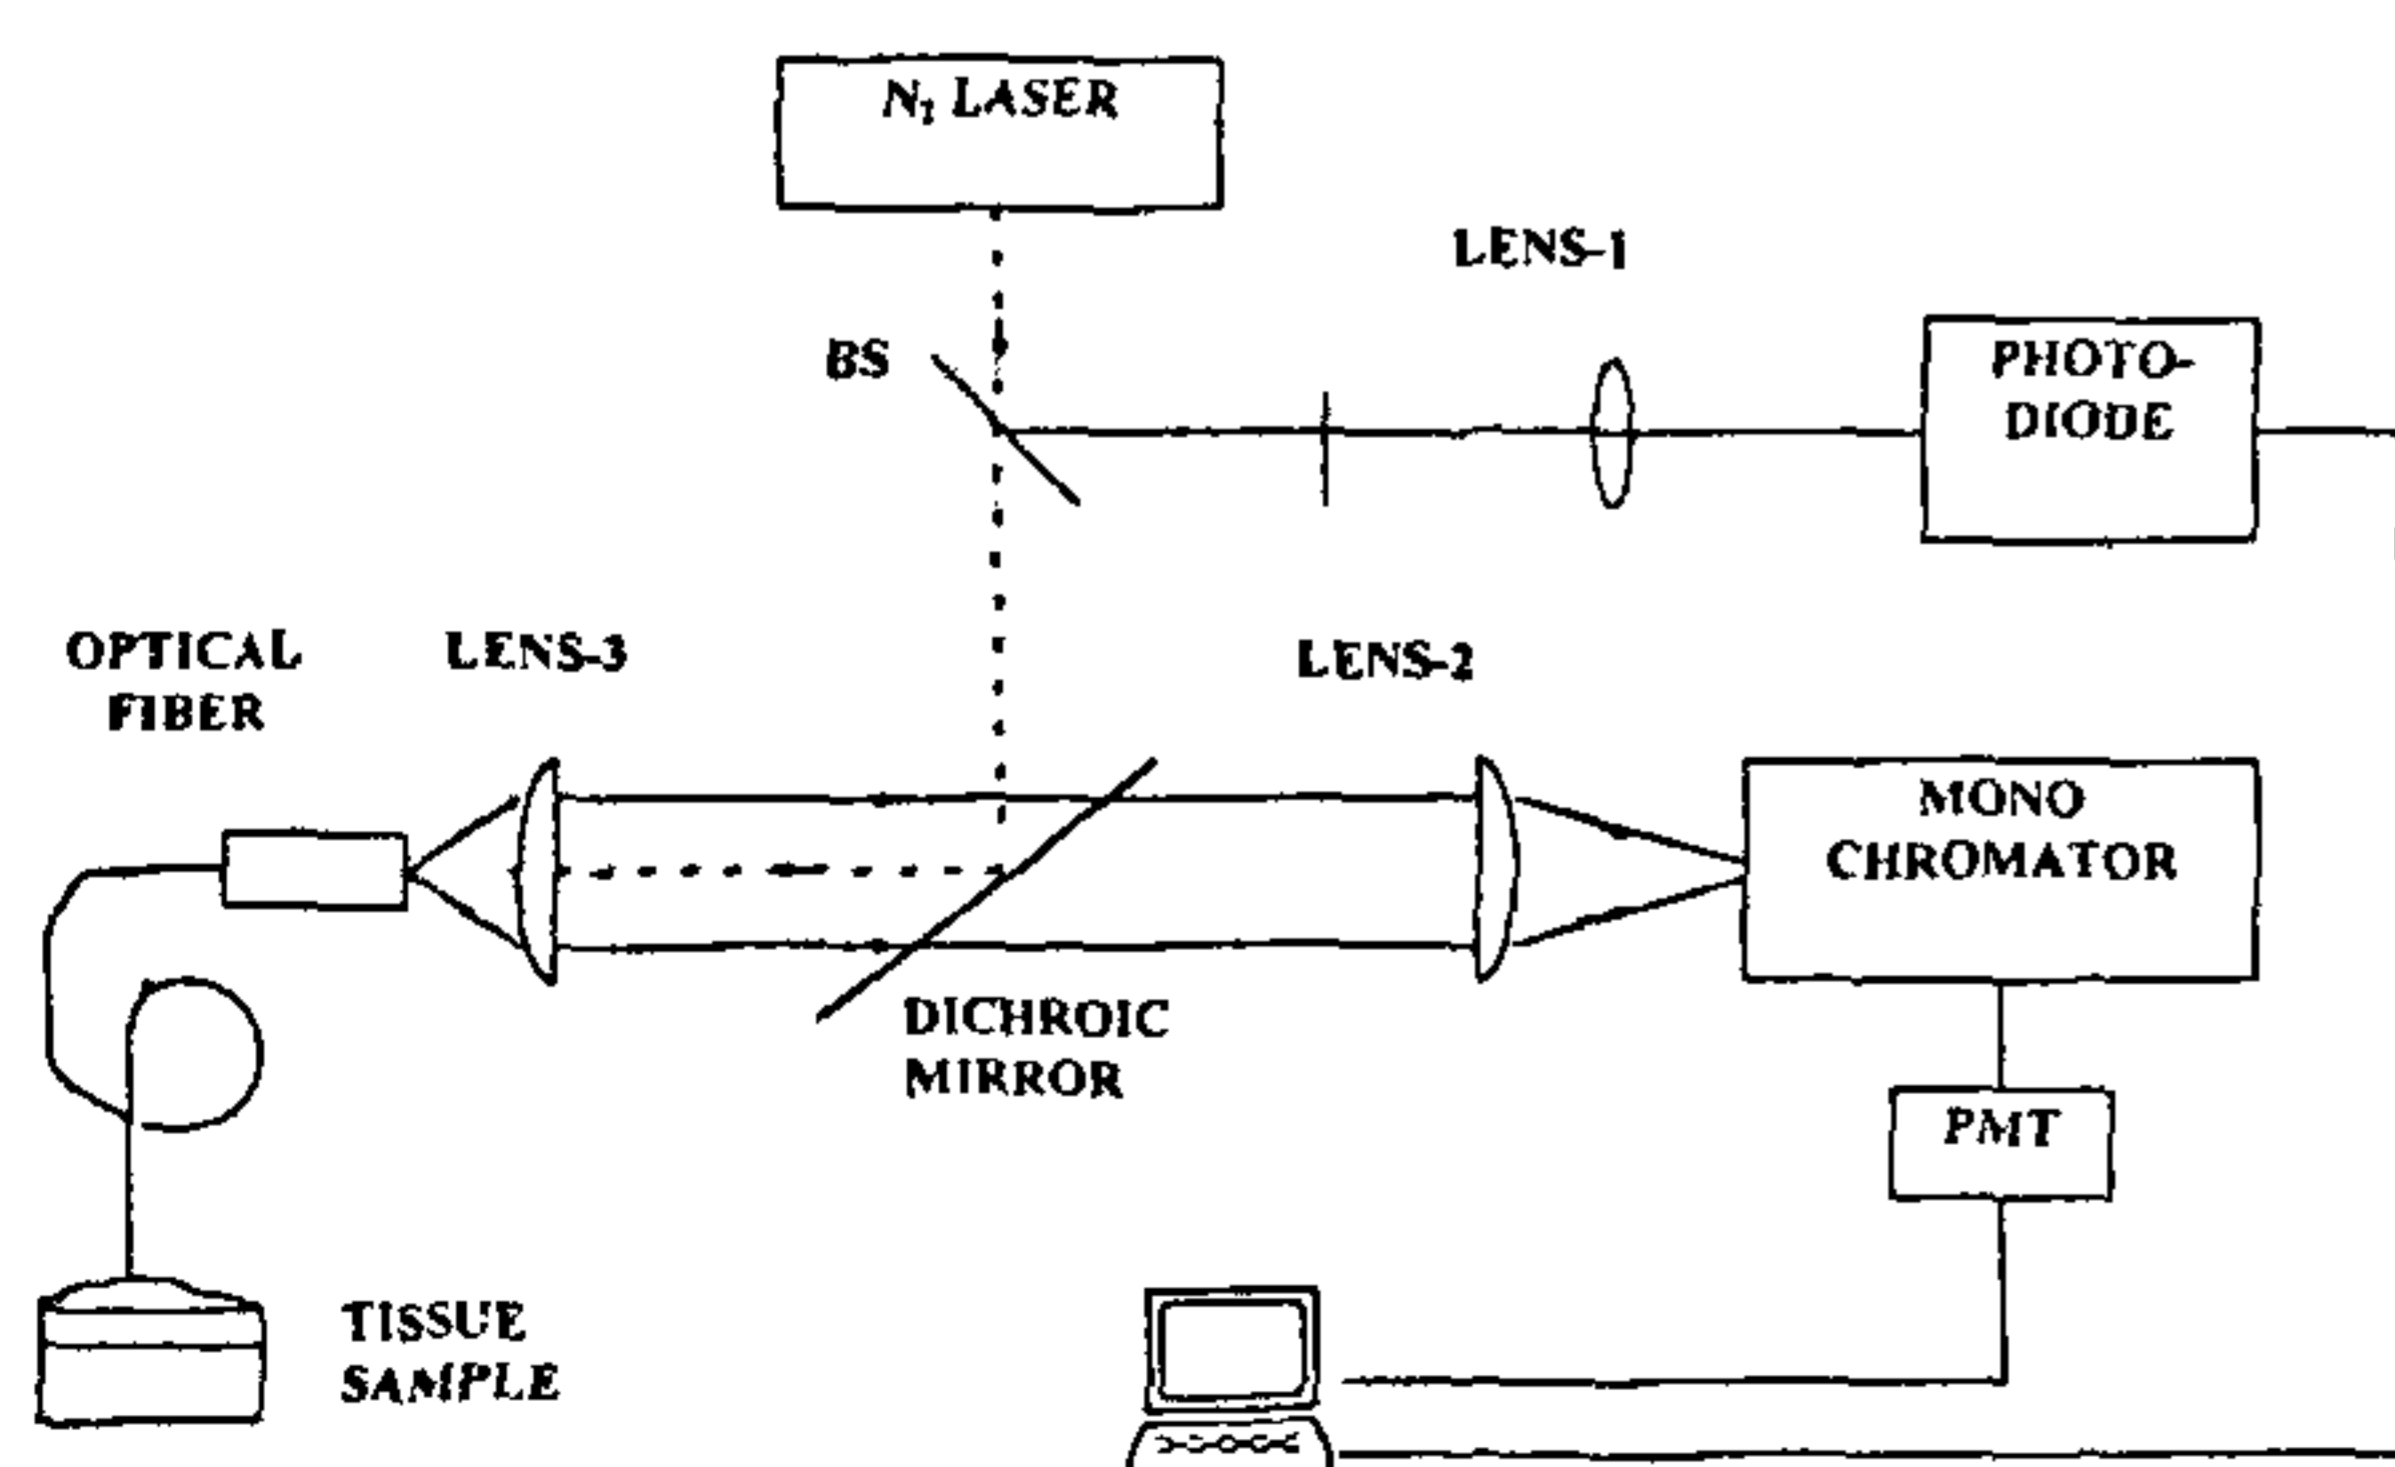 N₂ LASER
LENS-1
BS
PHOTO-
DIODE
OPTICAL
FIBER
LENS-3
LENS-2
MONO
CHROMATOR
DICHROIC
MIRROR
PMT
TISSUE
SAMPLE